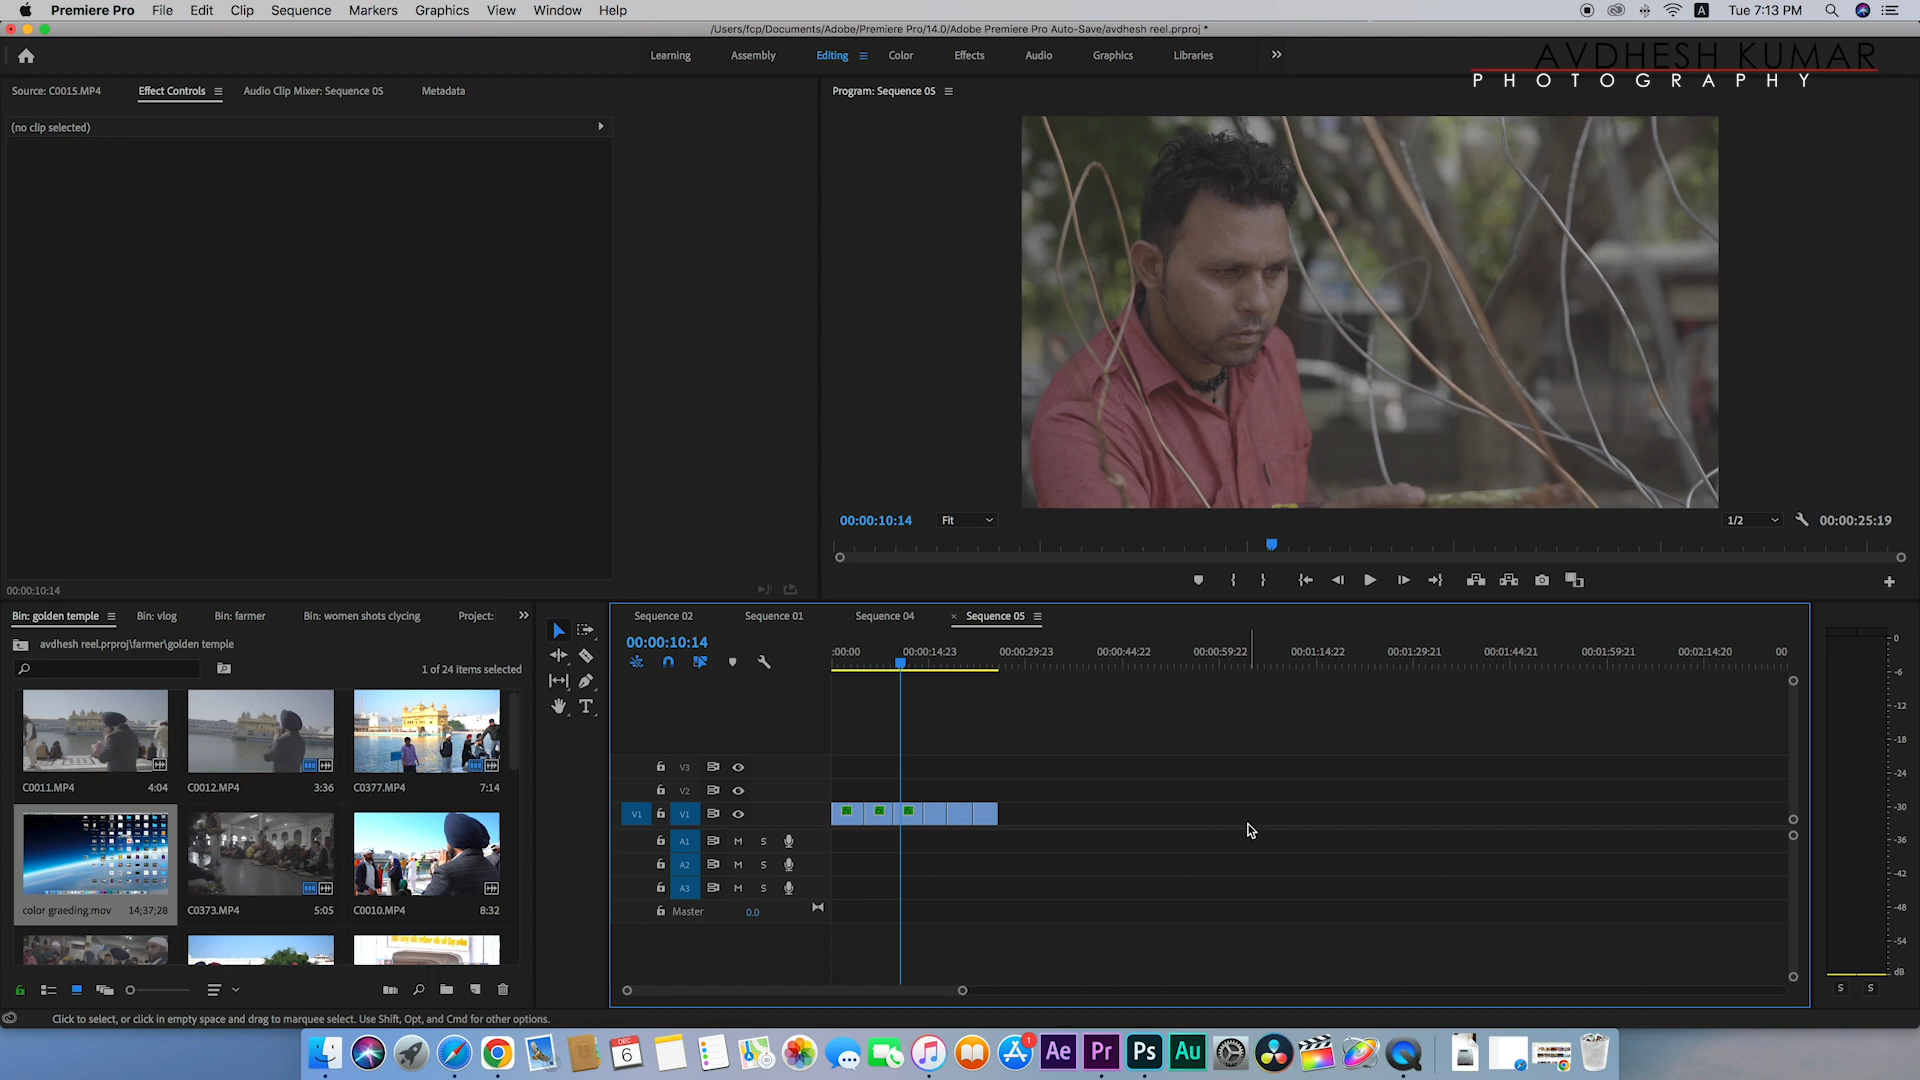 Premiere Pro File Edit Clip Sequence Markers Graphics View Window Help A Tue 7:13 PM
/Users/fcp/Documents/Adobe/Premiere Pro/14.0/Adobe Premiere Pro Auto-Save/avdhesh reel.prproj *
Learning Assembly Editing Color Effects Audio Graphics Libraries
AVDHESH KUMAR
PHOTOGRAPHY
Source: C0015.MP4 Effect Controls Audio Clip Mixer: Sequence 05 Metadata Program: Sequence 05
(no clip selected)
00:00:10:14 Fit 1/2 00:00:25:19
00:00:10:14
Bin: golden temple Bin: vlog Bin: farmer Bin: women shots clycing Project:
Sequence 02 Sequence 01 Sequence 04 × Sequence 05
avdhesh reel.prproj\farmer\golden temple
00:00:10:14
:00:00 00:00:14:23 00:00:29:23 00:00:44:22 00:00:59:22 00:01:14:22 00:01:29:21 00:01:44:21 00:01:59:21 00:02:14:20 00
1 of 24 items selected
C0011.MP4 4:04 C0012.MP4 3:36 C0377.MP4 7:14
color graeding.mov 14;37;28 C0373.MP4 5:05 C0010.MP4 8:32
V3
V2
V1 V1 fx fx fx
A1 M S
A2 M S
A3 M S
Master 0.0
0
-6
-12
-18
-24
-30
-36
-42
-48
-54
dB
S S
Click to select, or click in empty space and drag to marquee select. Use Shift, Opt, and Cmd for other options.
DEC
6
1
Ae Pr Ps Au